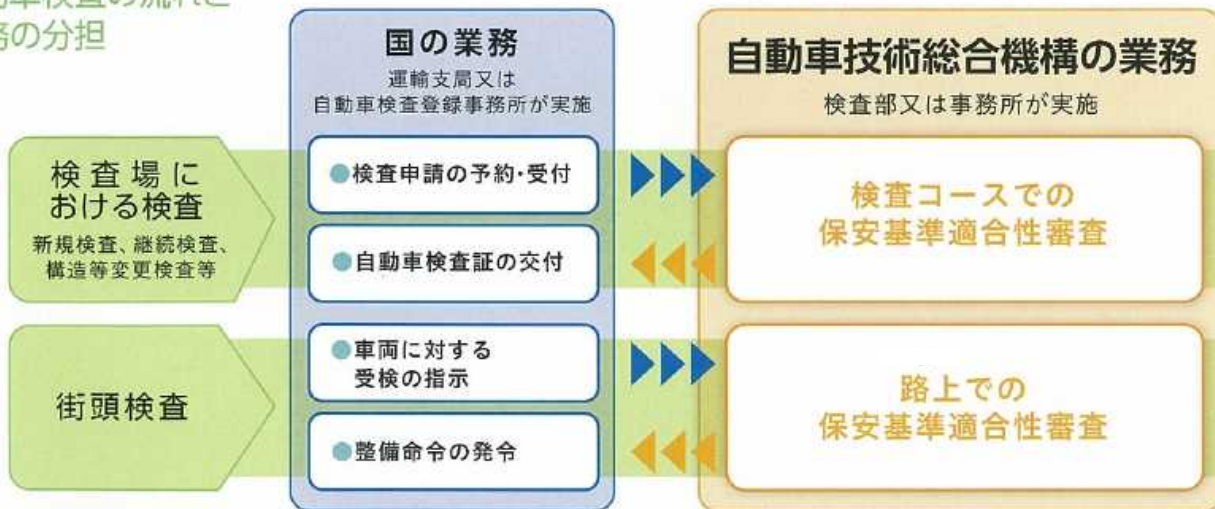 車検査の流れと
務の分担
国の業務
運輸支局又は
自動車検査登録事務所が実施
自動車技術総合機構の業務
検査部又は事務所が実施
検査場に
おける検査
新規検査、継続検査、
構造等変更検査等
●検査申請の予約・受付
●自動車検査証の交付
検査コースでの
保安基準適合性審査
街頭検査
●車両に対する
受検の指示
●整備命令の発令
路上での
保安基準適合性審査